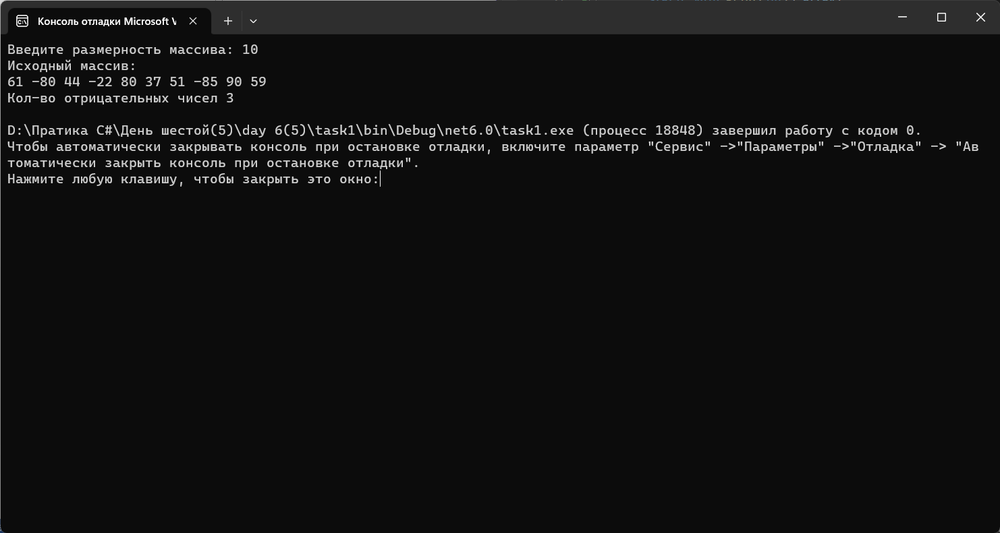 Консоль отладки Microsoft V
Введите размерность массива: 10
Исходный массив:
61 -80 44 -22 80 37 51 -85 90 59
Кол-во отрицательных чисел 3
D:\Пратика C#\День шестой(5)\day 6(5)\task1\bin\Debug\net6.0\task1.exe (процесс 18848) завершил работу с кодом 0.
Чтобы автоматически закрывать консоль при остановке отладки, включите параметр "Сервис" ->"Параметры" ->"Отладка" -> "Ав
томатически закрыть консоль при остановке отладки".
Нажмите любую клавишу, чтобы закрыть это окно: